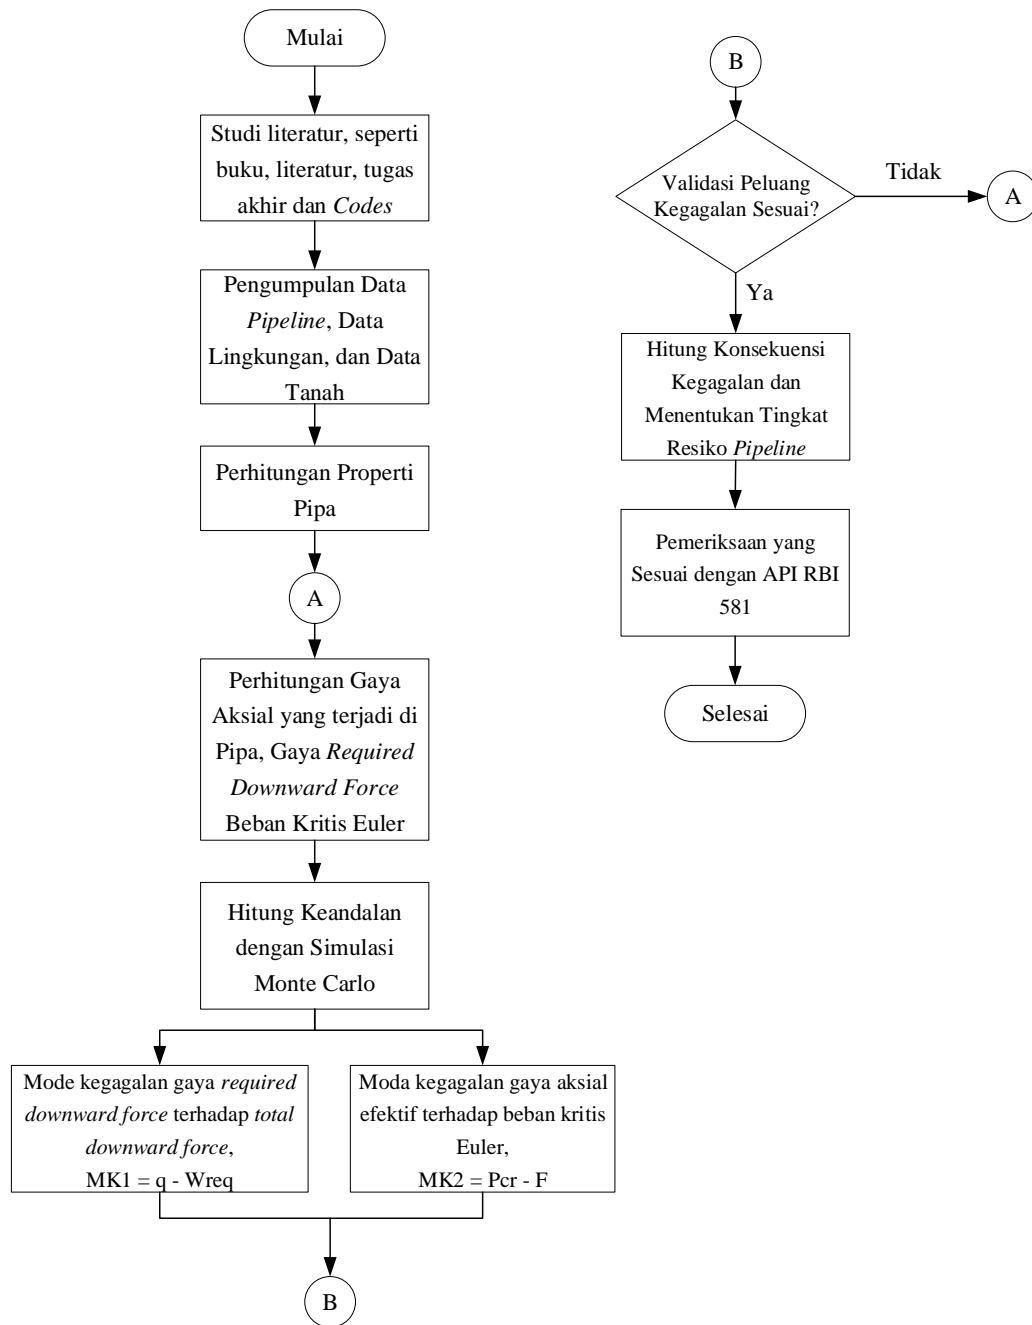 Mulai
Studi literatur, seperti
buku, literatur, tugas
akhir dan Codes
Pengumpulan Data
Pipeline, Data
Lingkungan, dan Data
Tanah
Perhitungan Properti
Pipa
A
Perhitungan Gaya
Aksial yang terjadi di
Pipa, Gaya Required
Downward Force
Beban Kritis Euler
Hitung Keandalan
dengan Simulasi
Monte Carlo
Mode kegagalan gaya required
downward force terhadap total
downward force,
MK1 = q - Wreq
Moda kegagalan gaya aksial
efektif terhadap beban kritis
Euler,
MK2 = Pcr - F
B
B
Validasi Peluang
Kegagalan Sesuai?
Tidak
A
Ya
Hitung Konsekuensi
Kegagalan dan
Menentukan Tingkat
Resiko Pipeline
Pemeriksaan yang
Sesuai dengan API RBI
581
Selesai